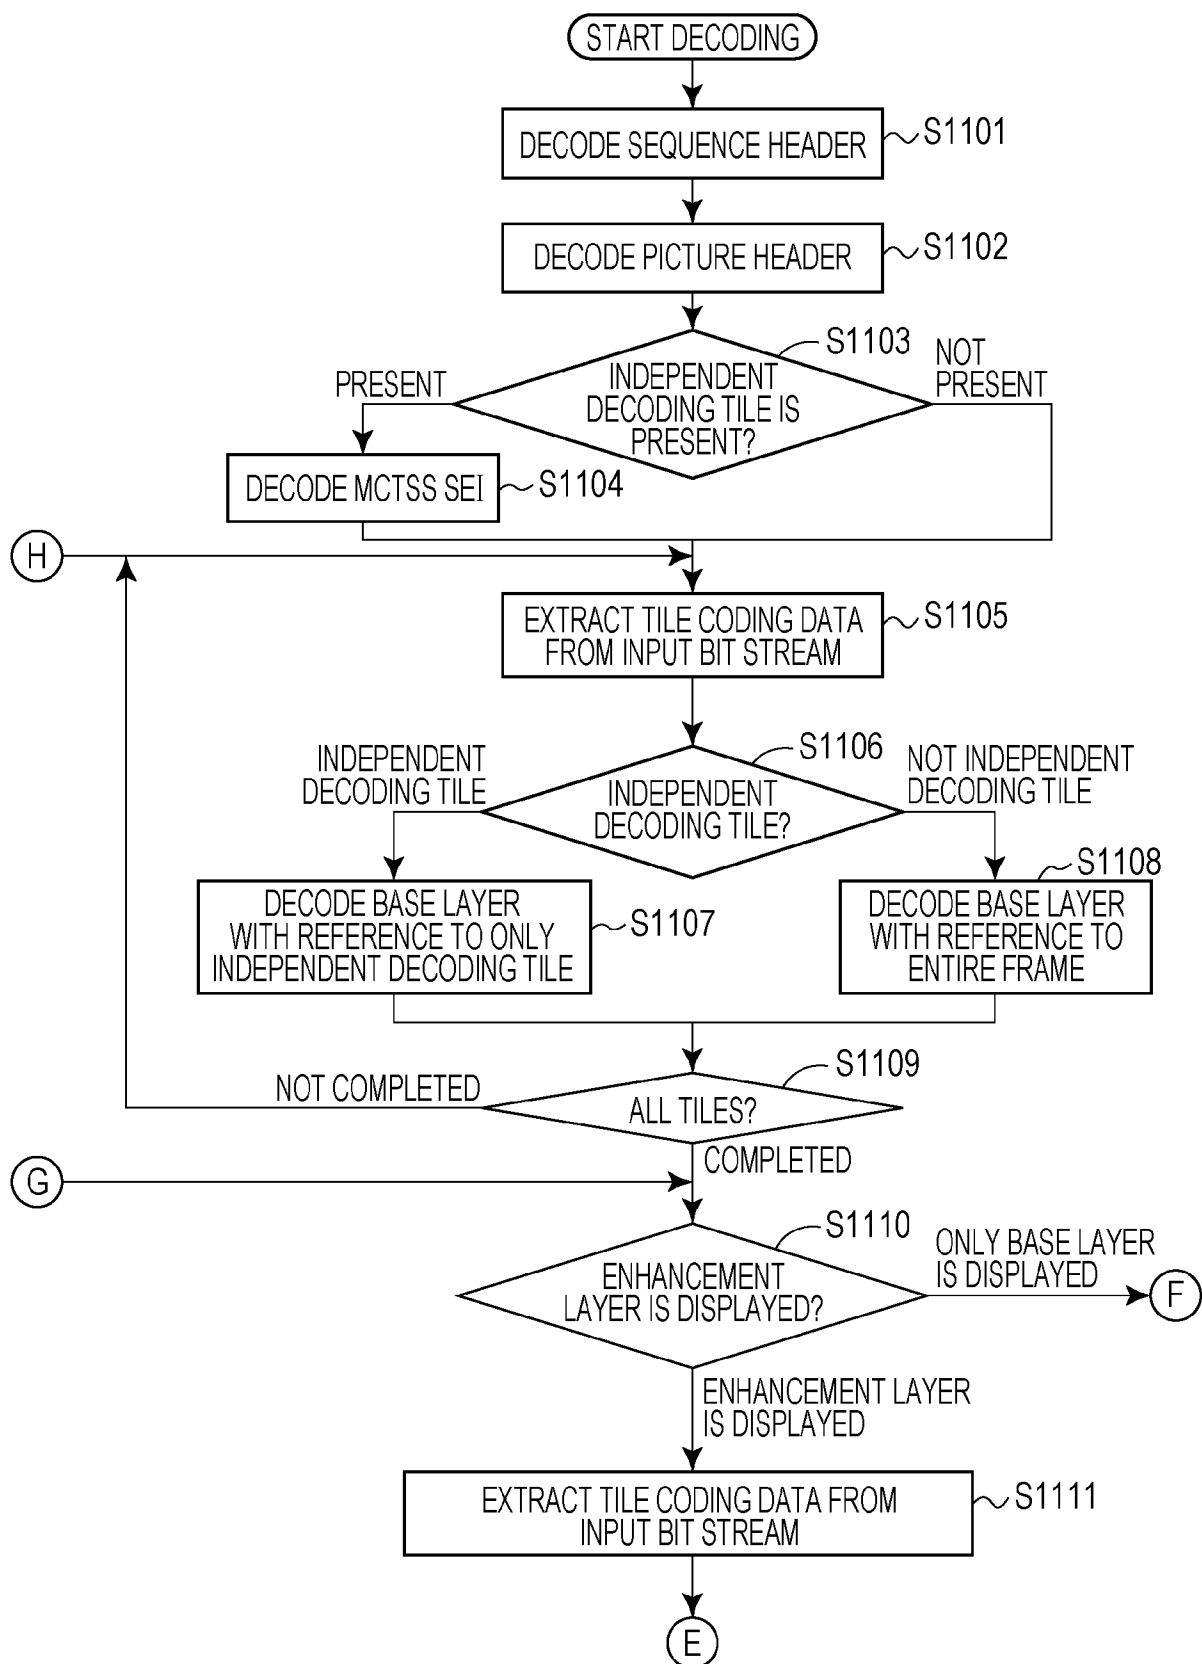 START DECODING
DECODE SEQUENCE HEADER
S1101
DECODE PICTURE HEADER
S1102
S1103
INDEPENDENT
DECODING TILE IS
PRESENT?
PRESENT
NOT
PRESENT
DECODE MCTSS SEI
S1104
H
EXTRACT TILE CODING DATA
FROM INPUT BIT STREAM
S1105
S1106
INDEPENDENT
DECODING TILE?
INDEPENDENT
DECODING TILE
NOT INDEPENDENT
DECODING TILE
DECODE BASE LAYER
WITH REFERENCE TO ONLY
INDEPENDENT DECODING TILE
S1107
S1108
DECODE BASE LAYER
WITH REFERENCE TO
ENTIRE FRAME
S1109
ALL TILES?
NOT COMPLETED
COMPLETED
G
S1110
ENHANCEMENT
LAYER IS DISPLAYED?
ONLY BASE LAYER
IS DISPLAYED
F
ENHANCEMENT LAYER
IS DISPLAYED
EXTRACT TILE CODING DATA FROM
INPUT BIT STREAM
S1111
E